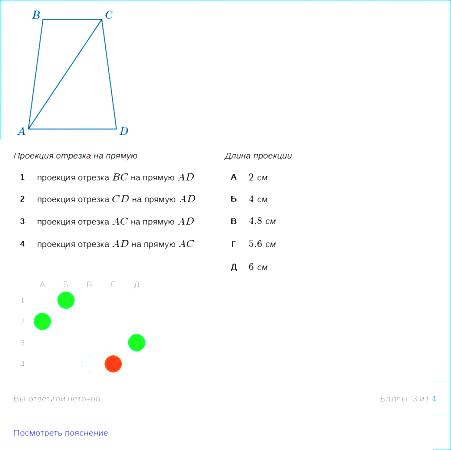 B C
A D
Проекция отрезка на прямую Длина проекции
1 проекция отрезка BC на прямую AD А 2 см
2 проекция отрезка CD на прямую AD Б 4 см
3 проекция отрезка AC на прямую AD В 4.8 см
4 проекция отрезка AD на прямую AC Г 5.6 см
Д 6 см
А Б В Г Д
1
2
3
4
Вы ответили неточно Баллы: 3 из 4
Посмотреть пояснение